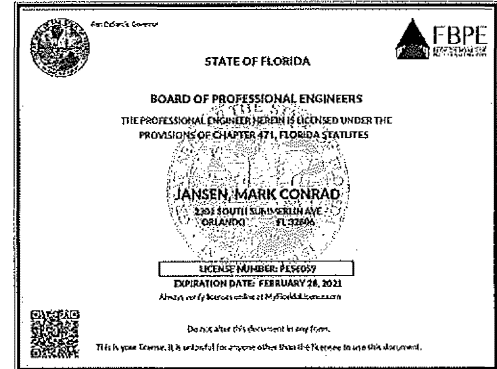 Ron DeSantis, Governor
FBPE
STATE OF FLORIDA
BOARD OF PROFESSIONAL ENGINEERS
THE PROFESSIONAL ENGINEER HEREIN IS LICENSED UNDER THE
PROVISIONS OF CHAPTER 471, FLORIDA STATUTES
JANSEN, MARK CONRAD
SOUTH SUMMERLIN AVE
ORLANDO FL 32806
LICENSE NUMBER:
EXPIRATION DATE: FEBRUARY 28, 2021
Always verify licenses online at MyFloridaLicense.com
Do not alter this document in any form.
This is your license. It is unlawful for anyone other than the licensee to use this document.